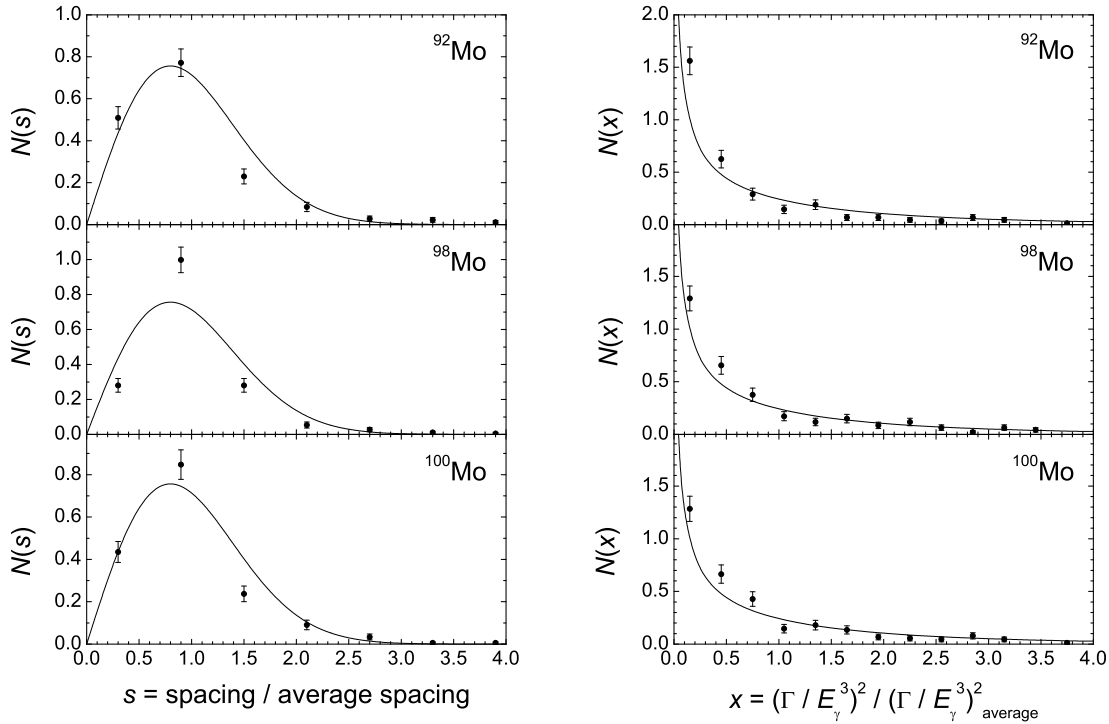 1.0
0.8
0.6
0.4
0.2
0.0
N(s)
⁹²Mo
1.0
0.8
0.6
0.4
0.2
0.0
N(s)
⁹⁸Mo
0.8
0.6
0.4
0.2
0.0
N(s)
¹⁰⁰Mo
0.0 0.5 1.0 1.5 2.0 2.5 3.0 3.5 4.0
s = spacing / average spacing
2.0
1.5
1.0
0.5
0.0
N(x)
⁹²Mo
1.5
1.0
0.5
0.0
N(x)
⁹⁸Mo
1.5
1.0
0.5
0.0
N(x)
¹⁰⁰Mo
0.0 0.5 1.0 1.5 2.0 2.5 3.0 3.5 4.0
x = (Γ / E_γ³)² / (Γ / E_γ³)²_average